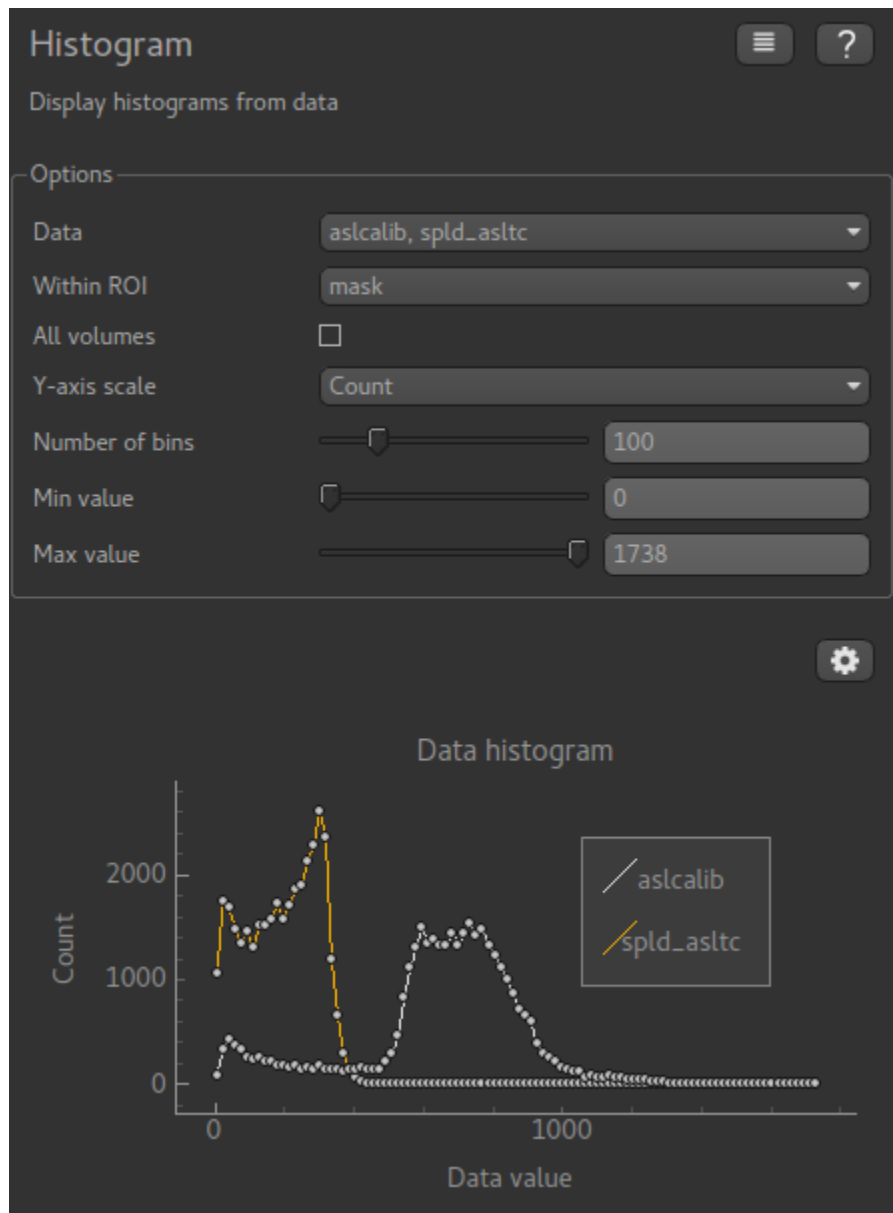 Histogram
?
Display histograms from data
Options
Data aslcalib, spld_asltc
Within ROI mask
All volumes
Y-axis scale Count
Number of bins 100
Min value 0
Max value 1738
Data histogram
2000
1000
0
Count
aslcalib
spld_asltc
0 1000
Data value